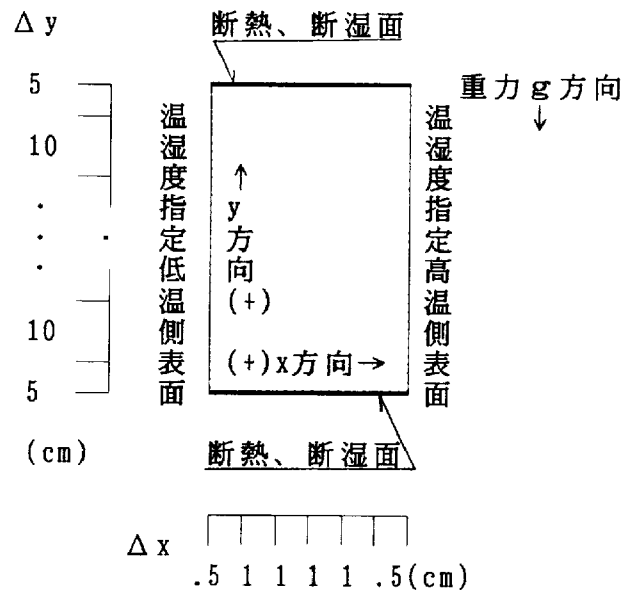 Δy
断熱、断湿面
5
10
・
・
・
10
5
(cm)
温湿度指定低温側表面
↑
y方向(+)
(+)x方向→
温湿度指定高温側表面
重力g方向
↓
断熱、断湿面
Δx
.5 1 1 1 1 .5(cm)